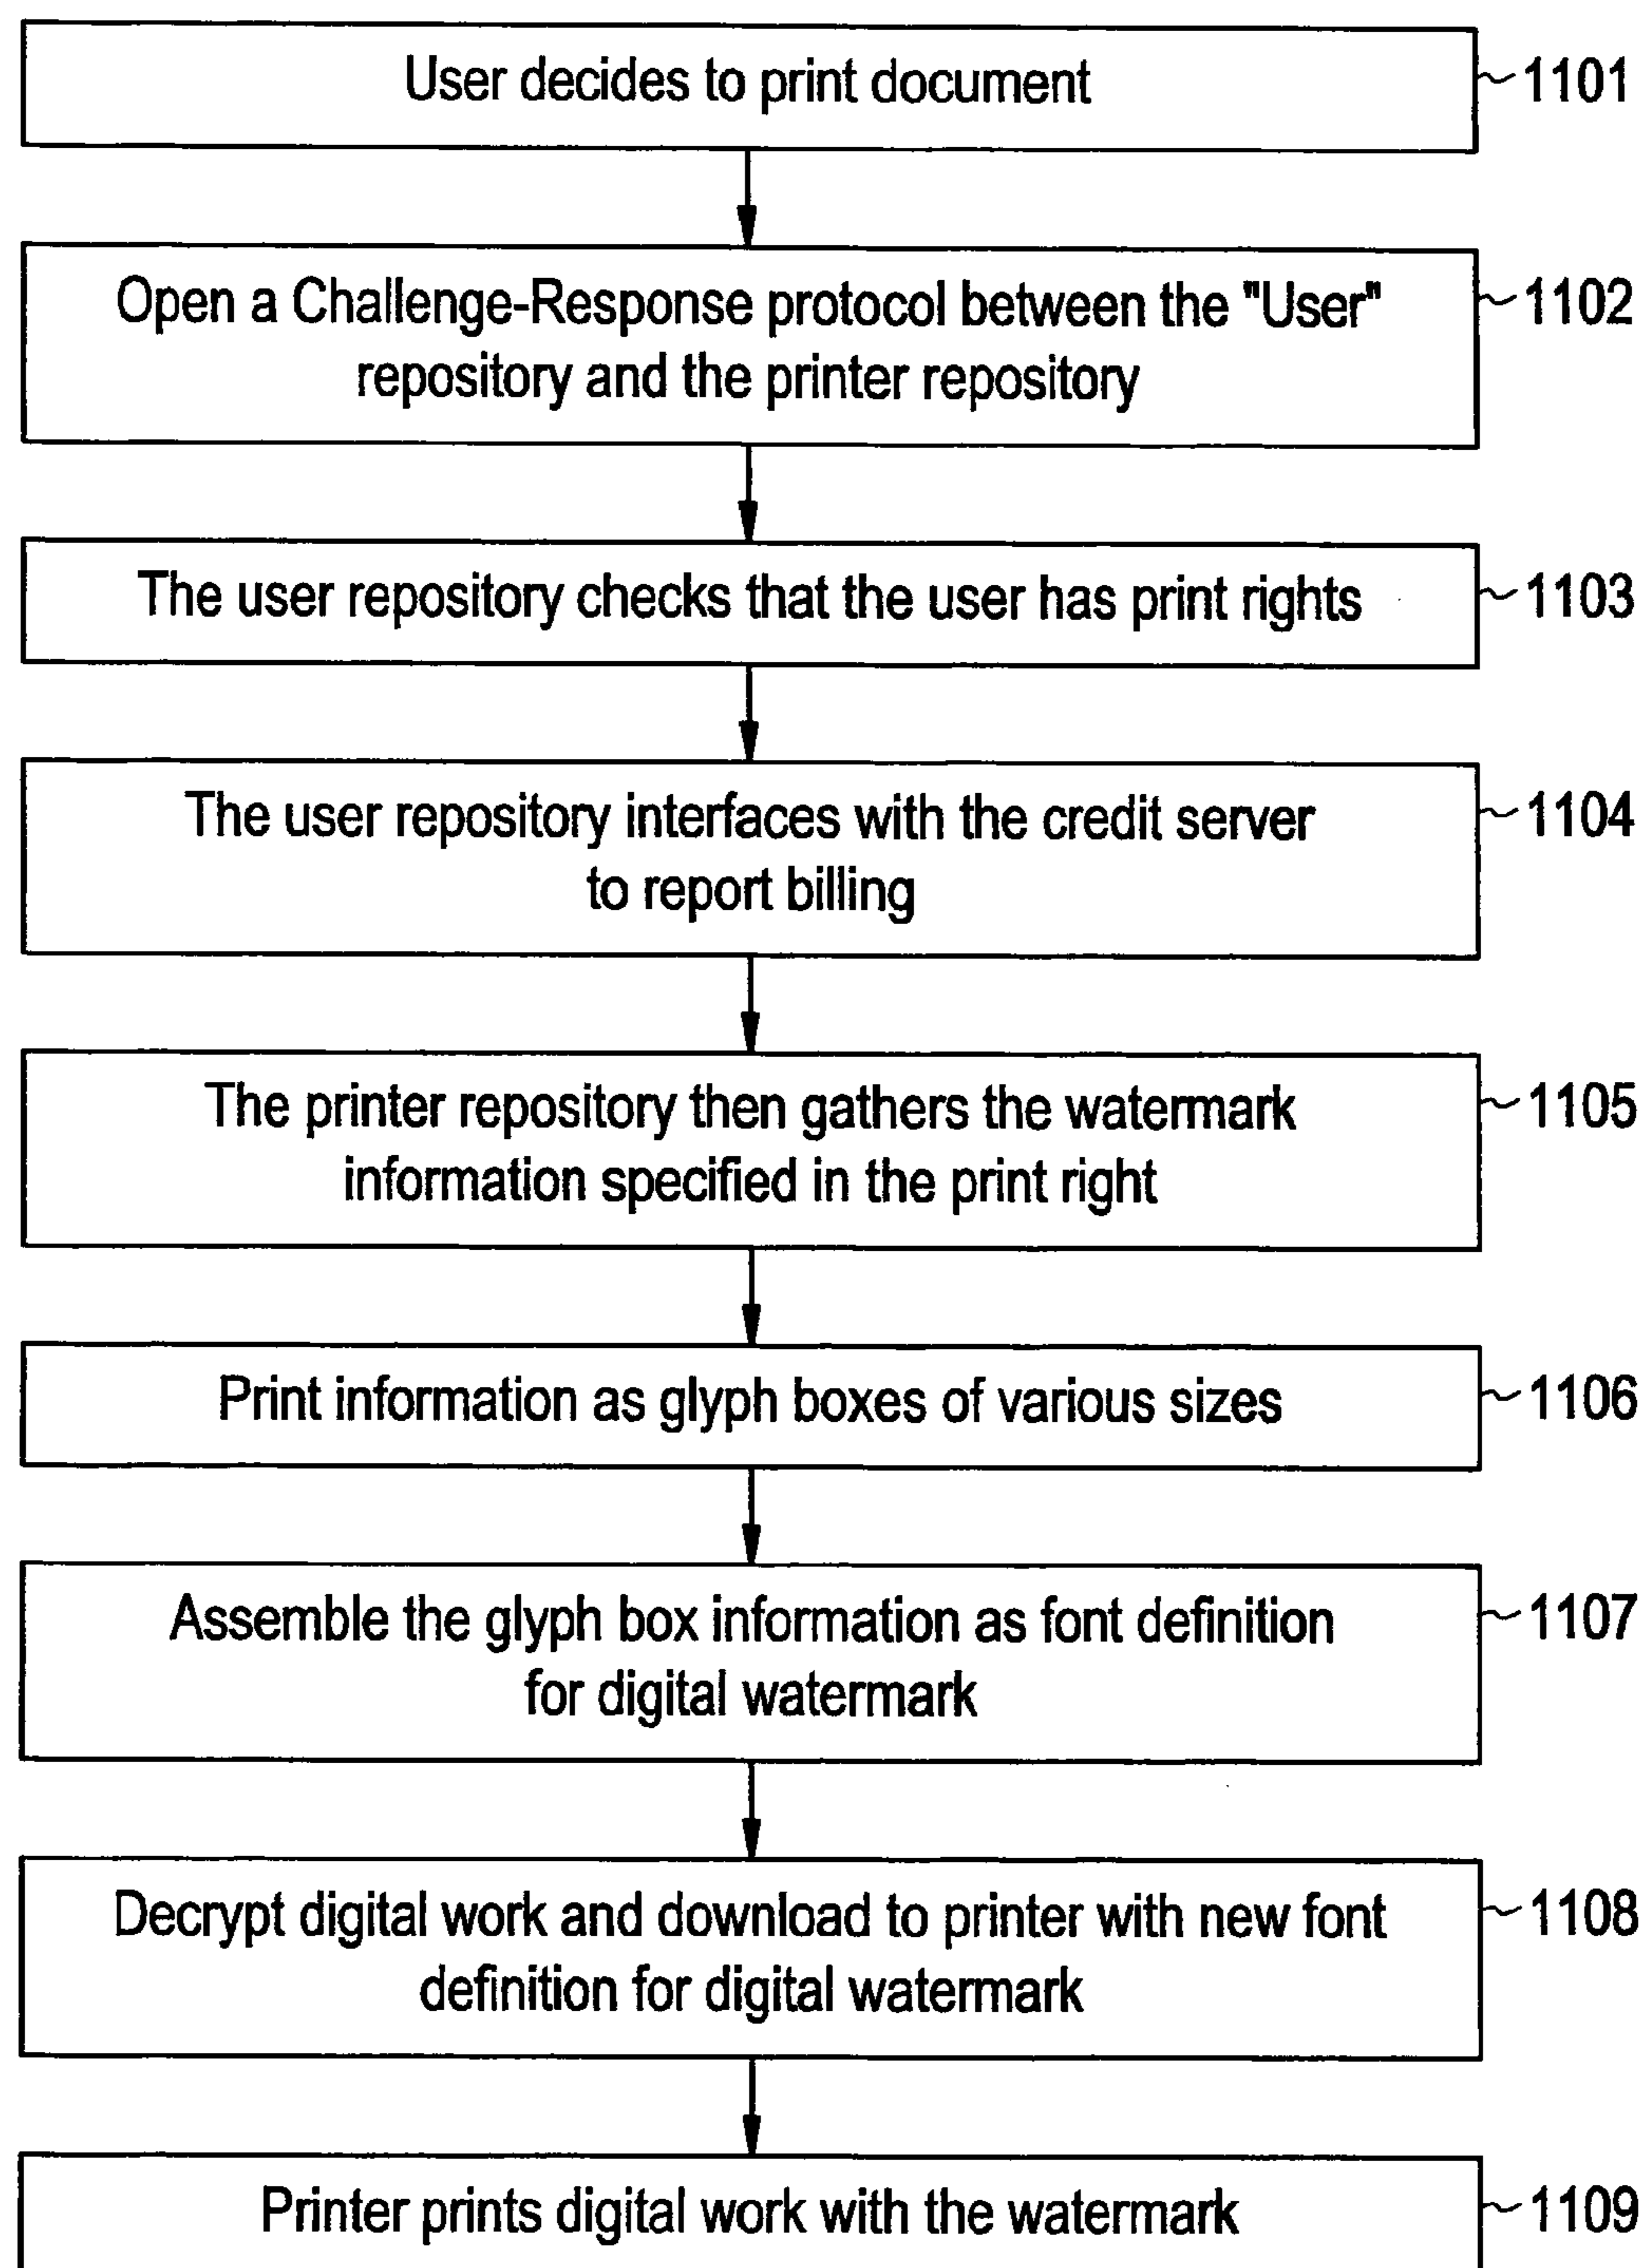 User decides to print document
1101
Open a Challenge-Response protocol between the "User"
repository and the printer repository
1102
The user repository checks that the user has print rights
1103
The user repository interfaces with the credit server
to report billing
1104
The printer repository then gathers the watermark
information specified in the print right
1105
Print information as glyph boxes of various sizes
1106
Assemble the glyph box information as font definition
for digital watermark
1107
Decrypt digital work and download to printer with new font
definition for digital watermark
1108
Printer prints digital work with the watermark
1109